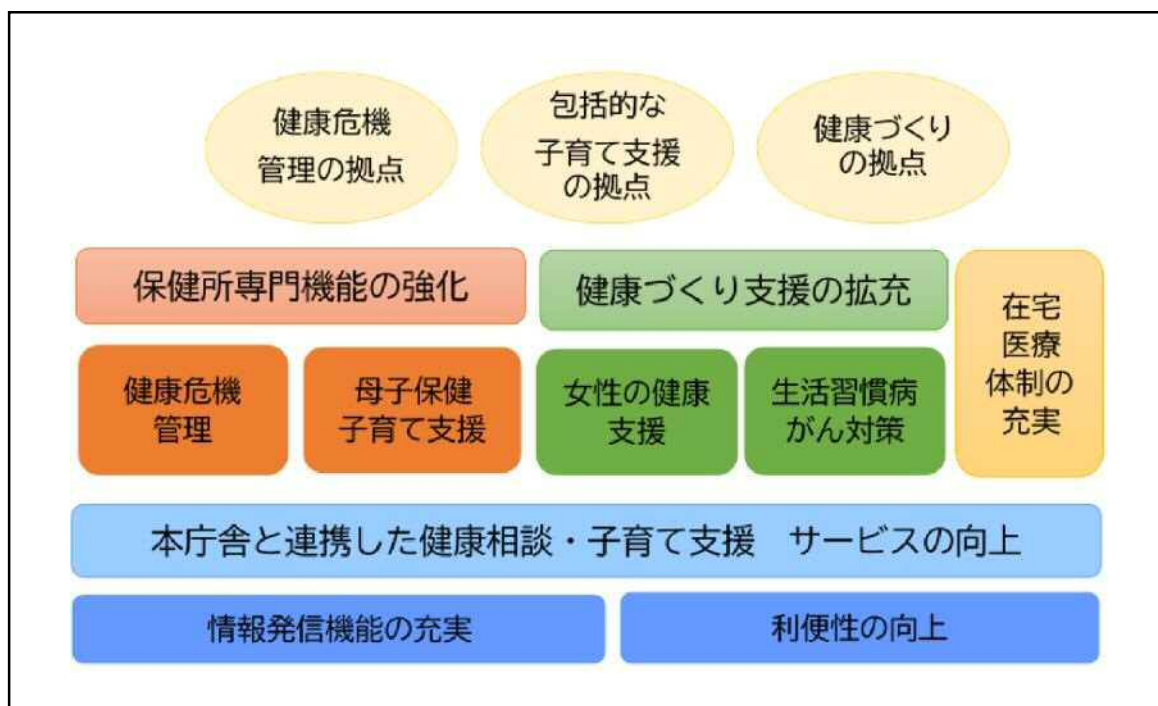 健康危機
管理の拠点
包括的な
子育て支援
の拠点
健康づくり
の拠点
保健所専門機能の強化
健康づくり支援の拡充
在宅
医療
体制の
充実
健康危機
管理
母子保健
子育て支援
女性の健康
支援
生活習慣病
がん対策
本庁舎と連携した健康相談・子育て支援　サービスの向上
情報発信機能の充実
利便性の向上